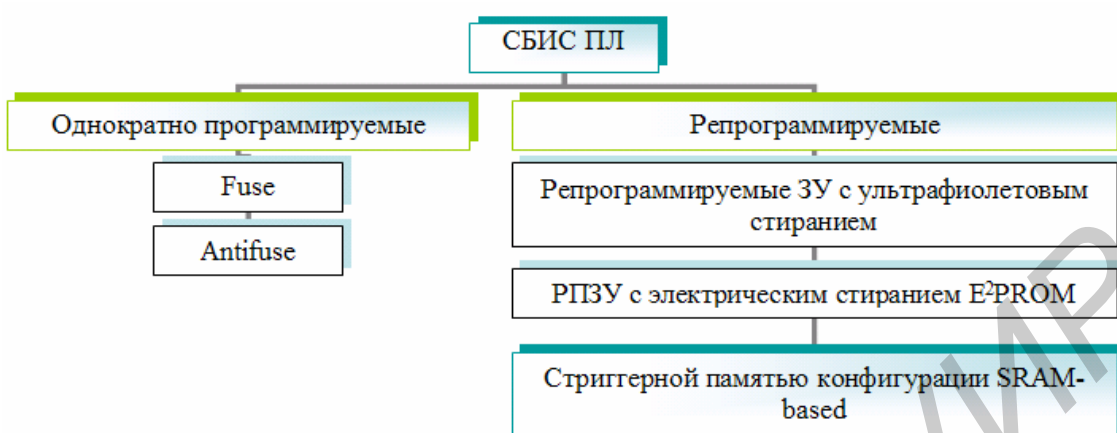 СБИС ПЛ
Однократно программируемые
Репрограммируемые
Fuse
Репрограммируемые ЗУ с ультрафиолетовым
стиранием
Antifuse
РПЗУ с электрическим стиранием E²PROM
Стриггерной памятью конфигурации SRAM-
based